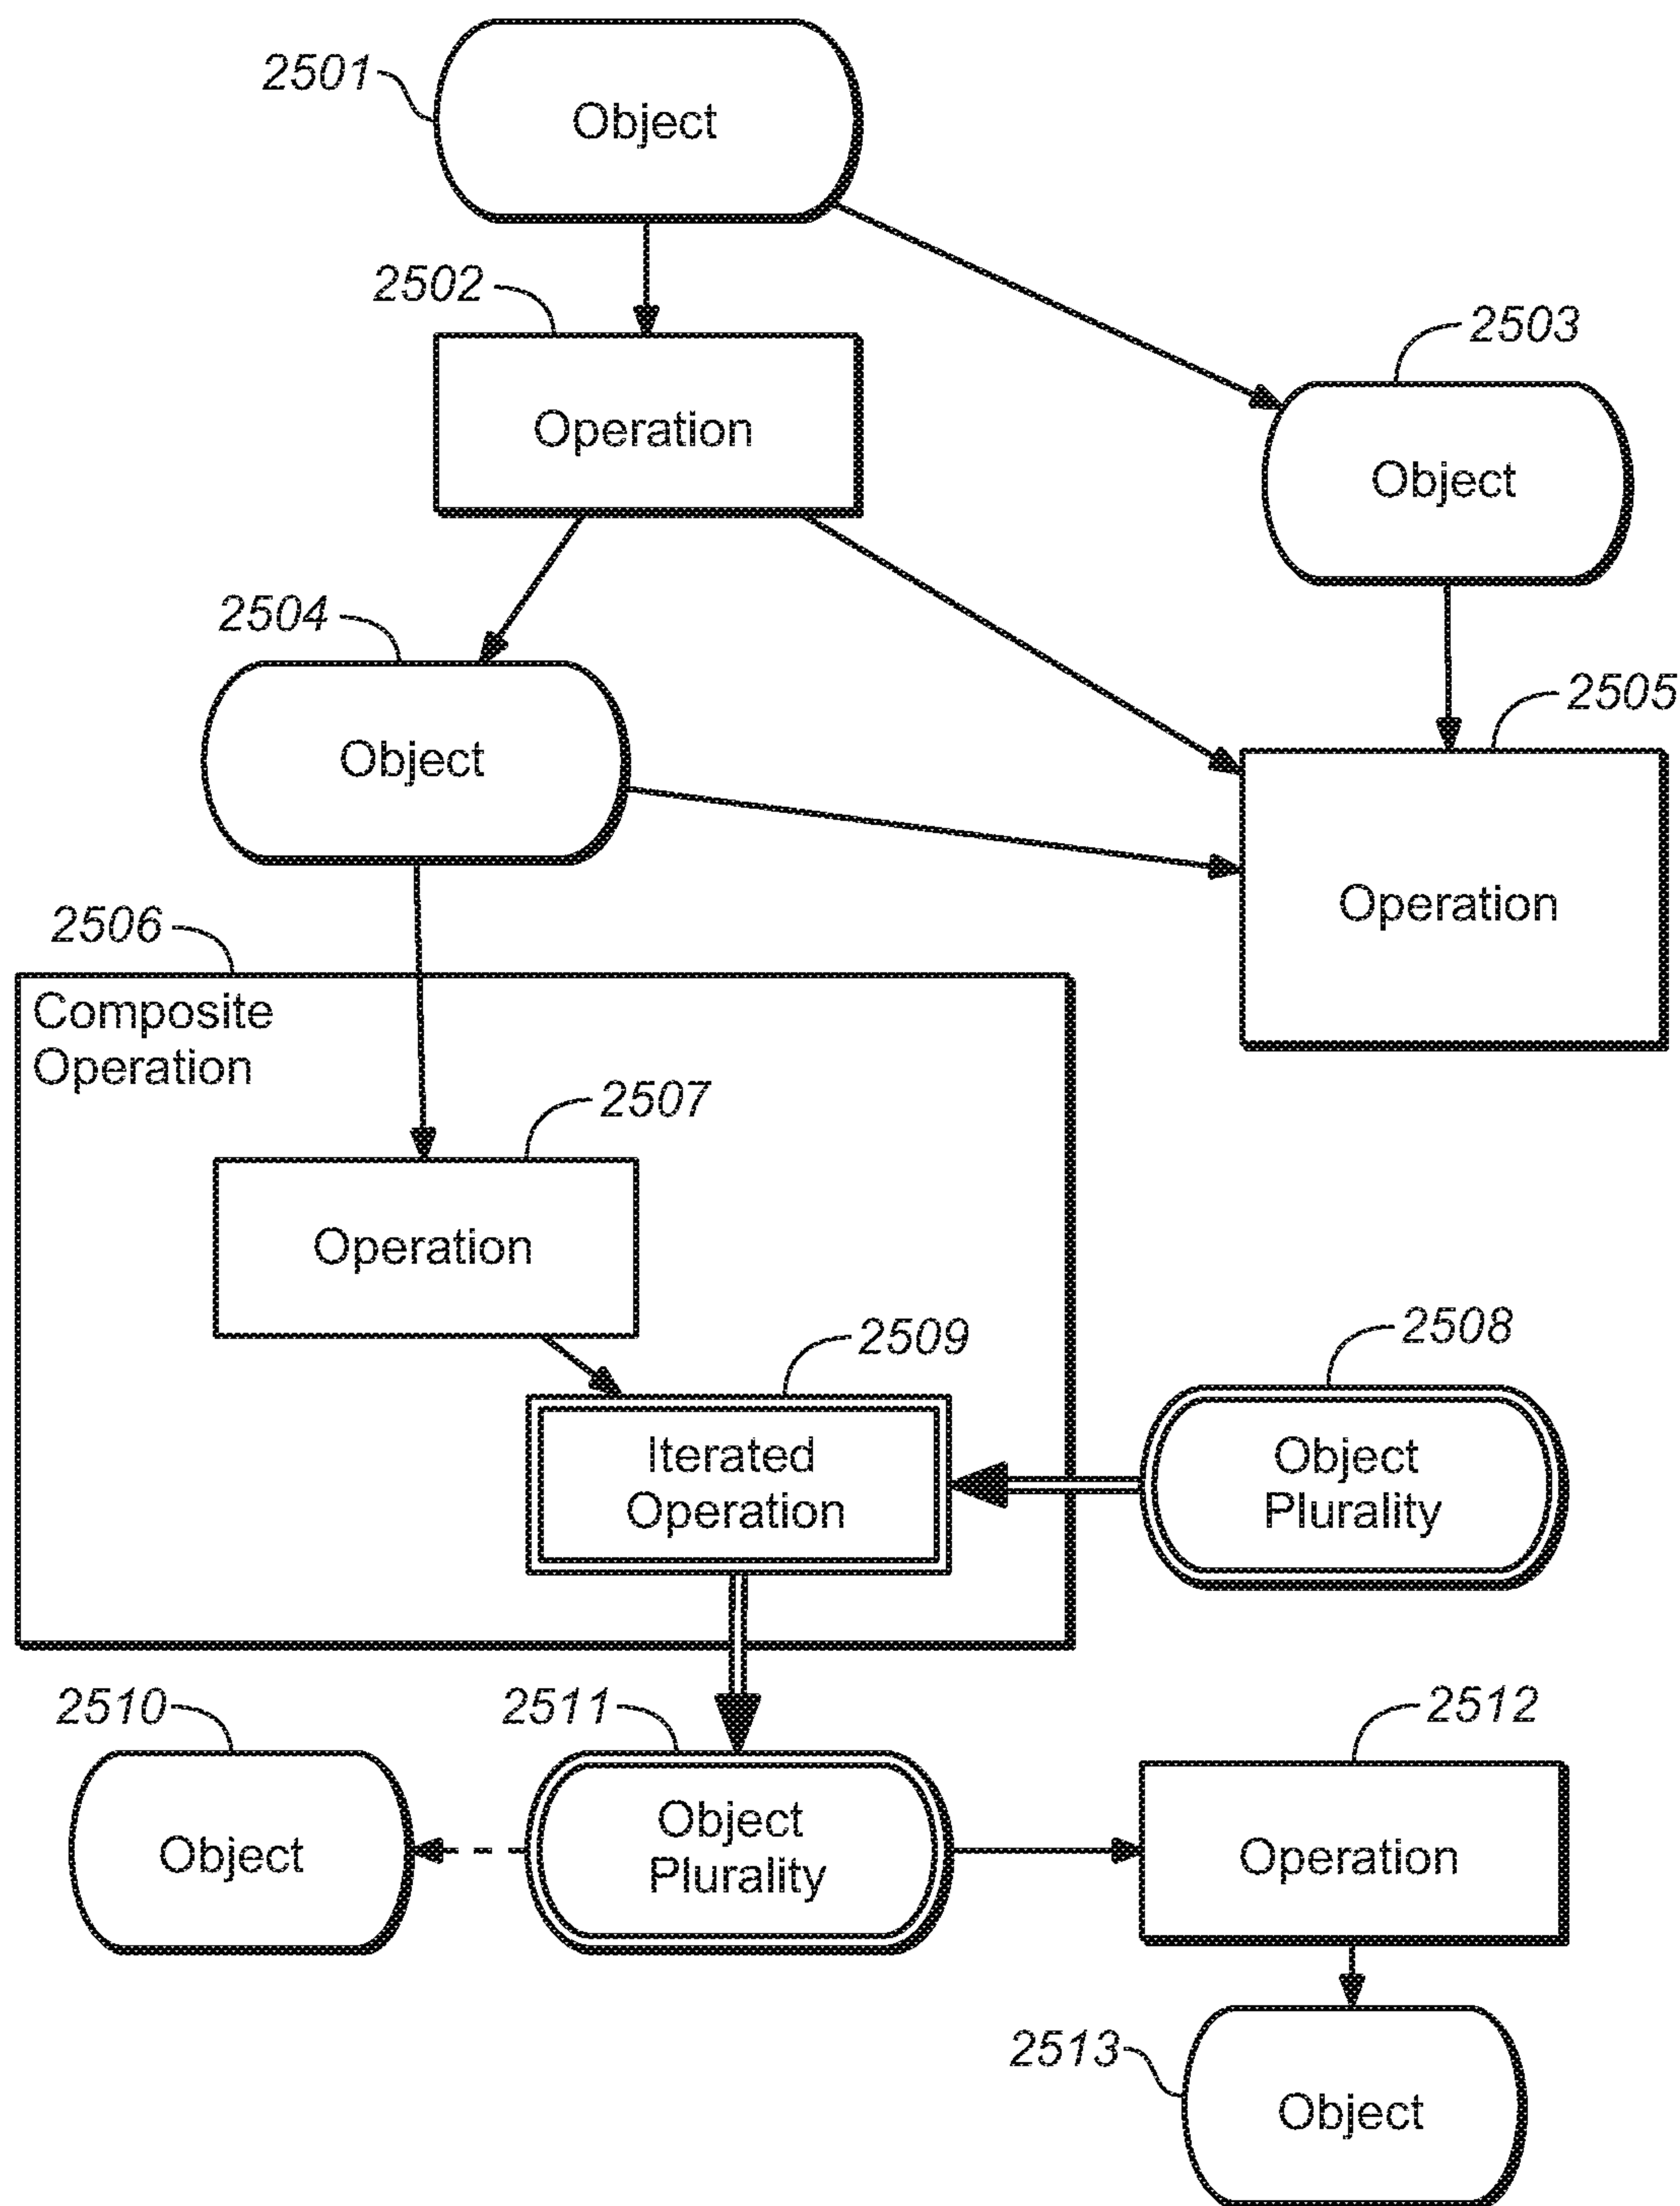 2501
Object
2502
2503
Operation
Object
2504
2505
Object
Operation
2506
Composite
Operation
2507
Operation
2509
2508
Iterated
Operation
Object
Plurality
2510
2511
2512
Object
Object
Plurality
Operation
2513
Object